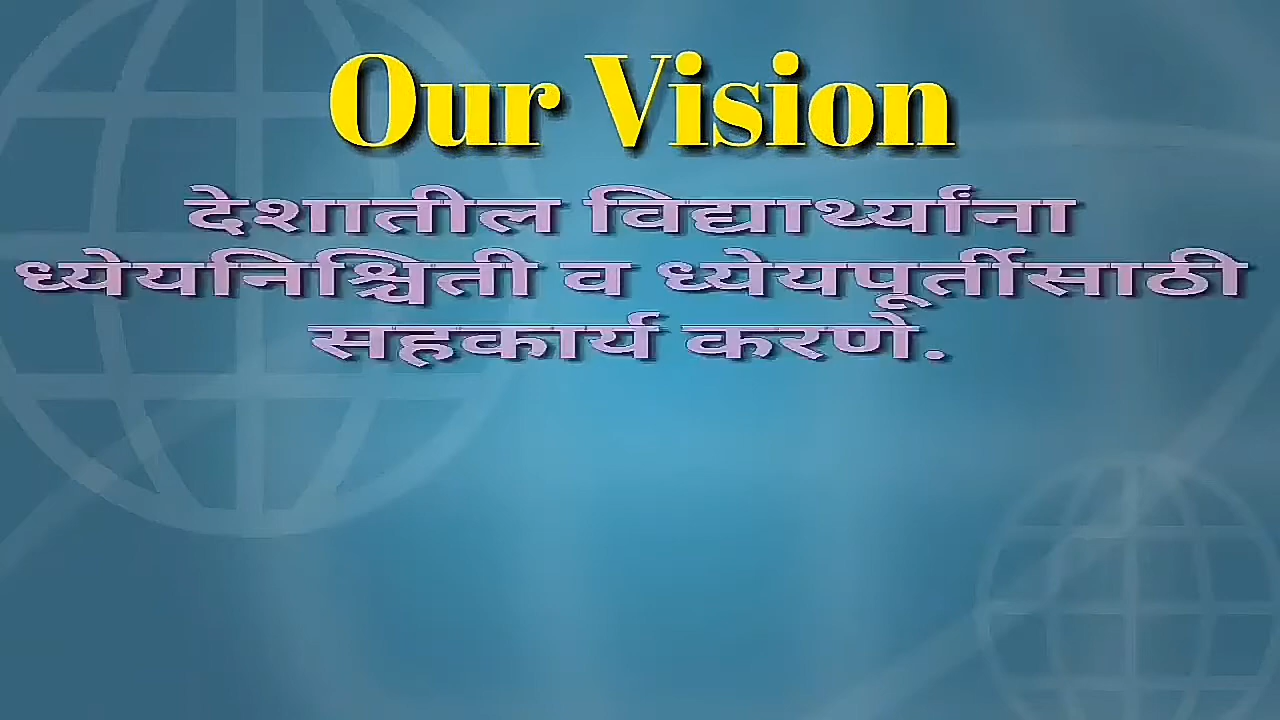 Our Vision
देशातील विद्यार्थ्यांना
ध्येयनिश्चिती व ध्येयपूर्तीसाठी
सहकार्य करणे.